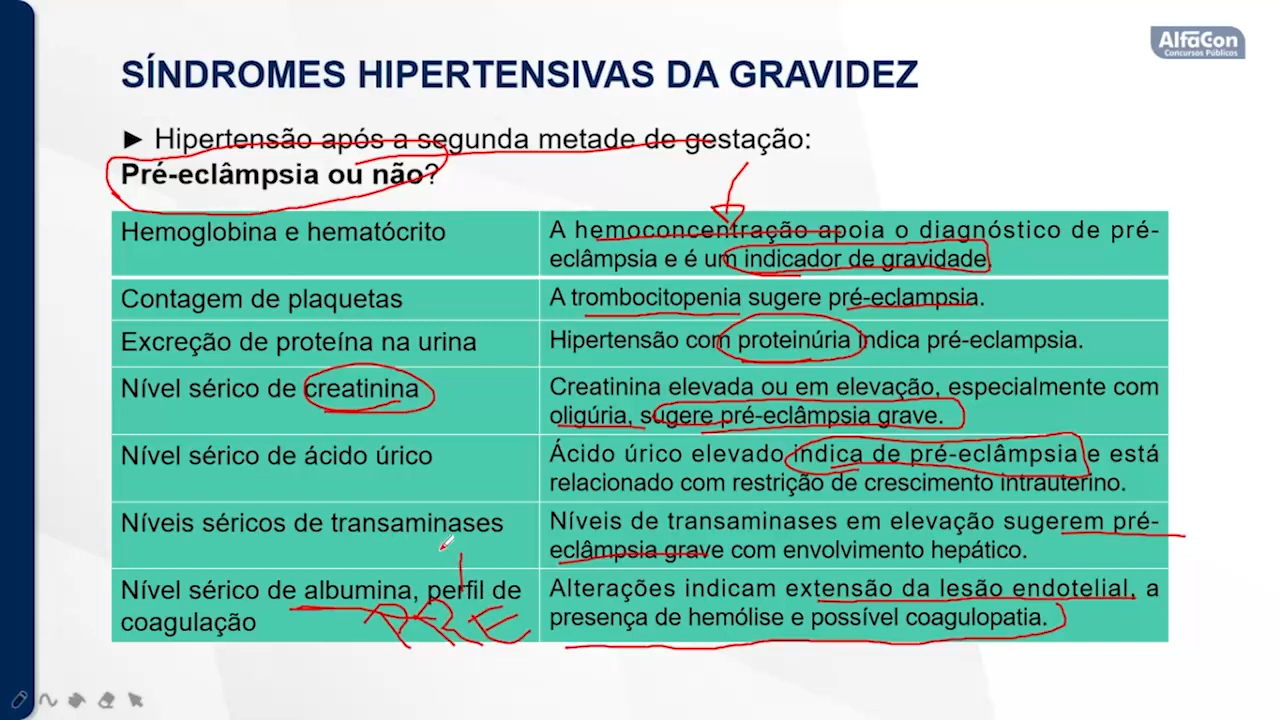 AlfaCon
Concursos Públicos
SÍNDROMES HIPERTENSIVAS DA GRAVIDEZ
► Hipertensão após a segunda metade de gestação:
Pré-eclâmpsia ou não?
Hemoglobina e hematócrito
A hemoconcentração apoia o diagnóstico de pré-
eclâmpsia e é um indicador de gravidade.
Contagem de plaquetas
A trombocitopenia sugere pré-eclampsia.
Excreção de proteína na urina
Hipertensão com proteinúria indica pré-eclampsia.
Nível sérico de creatinina
Creatinina elevada ou em elevação, especialmente com
oligúria, sugere pré-eclâmpsia grave.
Nível sérico de ácido úrico
Ácido úrico elevado indica de pré-eclâmpsia e está
relacionado com restrição de crescimento intrauterino.
Níveis séricos de transaminases
Níveis de transaminases em elevação sugerem pré-
eclâmpsia grave com envolvimento hepático.
Nível sérico de albumina, perfil de
coagulação
Alterações indicam extensão da lesão endotelial, a
presença de hemólise e possível coagulopatia.
PRE